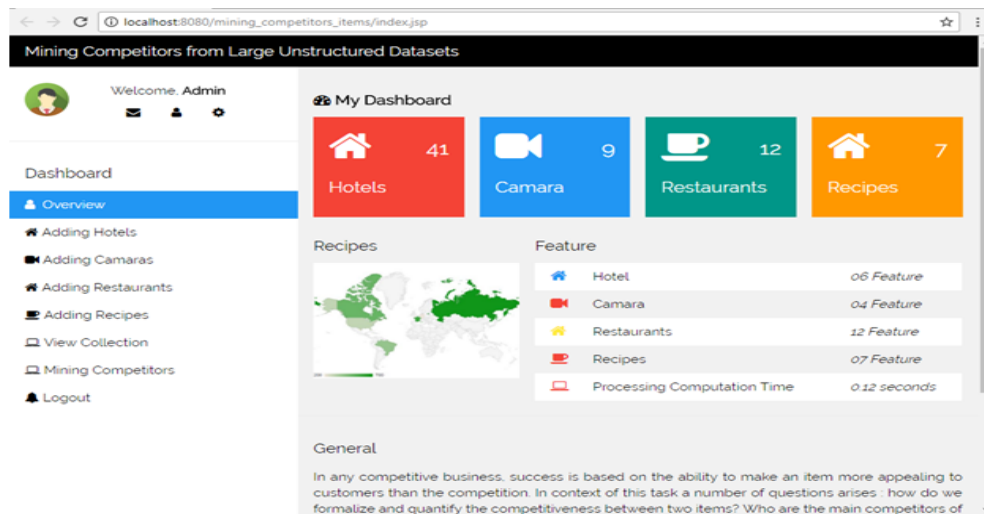 localhost:8080/mining_competitors_items/index.jsp
Mining Competitors from Large Unstructured Datasets
Welcome, Admin
Dashboard
Overview
Adding Hotels
Adding Camaras
Adding Restaurants
Adding Recipes
View Collection
Mining Competitors
Logout
My Dashboard
41
Hotels
9
Camara
12
Restaurants
7
Recipes
Recipes
Feature
Hotel 06 Feature
Camara 04 Feature
Restaurants 12 Feature
Recipes 07 Feature
Processing Computation Time 0.12 seconds
General
In any competitive business, success is based on the ability to make an item more appealing to
customers than the competition. In context of this task a number of questions arises : how do we
formalize and quantify the competitiveness between two items? Who are the main competitors of